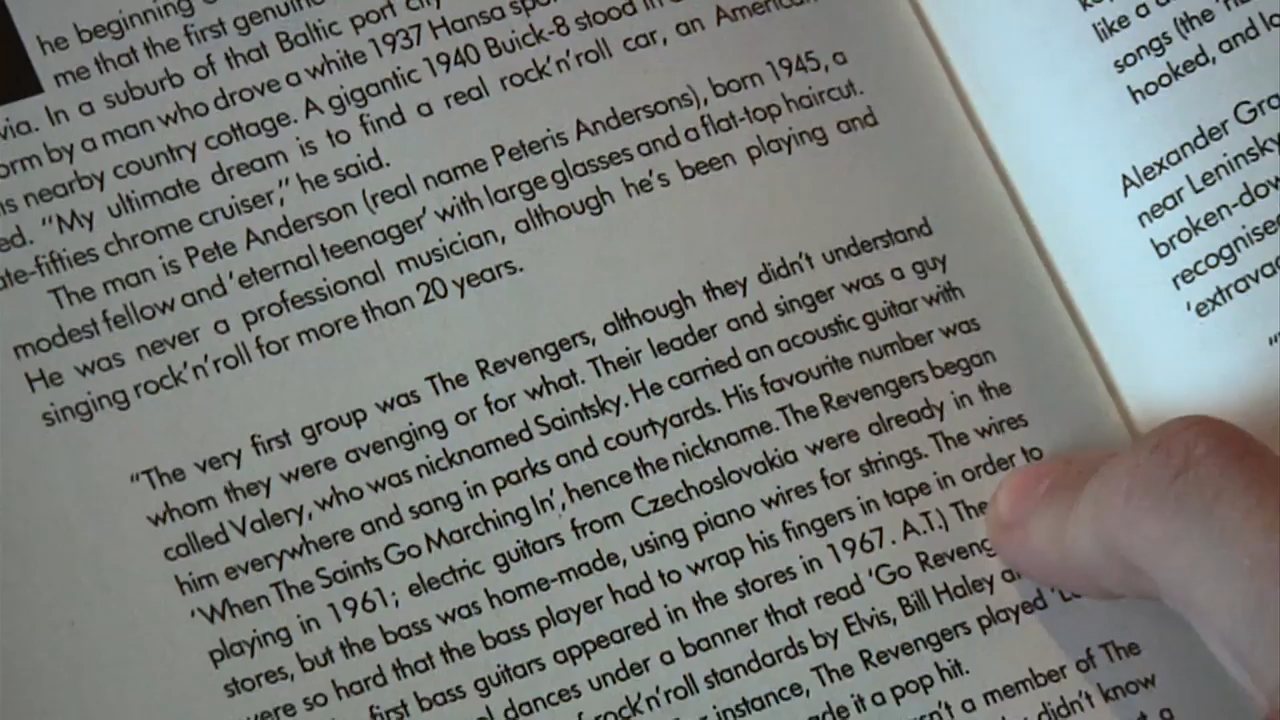 he beginning
me that the first genuine
via. In a suburb of that Baltic port city
orm by a man who drove a white 1937 Hansa
is nearby country cottage. A gigantic 1940 Buick-8 stood in
ed. "My ultimate dream is to find a real rock'n'roll car, an American
ate-fifties chrome cruiser," he said.
The man is Pete Anderson (real name Peteris Andersons), born 1945, a
modest fellow and 'eternal teenager' with large glasses and a flat-top haircut.
He was never a professional musician, although he's been playing and
singing rock'n'roll for more than 20 years.
"The very first group was The Revengers, although they didn't understand
whom they were avenging or for what. Their leader and singer was a guy
called Valery, who was nicknamed Saintsky. He carried an acoustic guitar with
him everywhere and sang in parks and courtyards. His favourite number was
'When The Saints Go Marching In', hence the nickname. The Revengers began
playing in 1961; electric guitars from Czechoslovakia were already in the
stores, but the bass was home-made, using piano wires for strings. The wires
were so hard that the bass player had to wrap his fingers in tape in order to
first bass guitars appeared in the stores in 1967. A.T.) The
dances under a banner that read 'Go Reveng
rock'n'roll standards by Elvis, Bill Haley
instance, The Revengers played
de it a pop hit.
n't a member of The
didn't know
like a
songs (the
hooked, and
Alexander
near Leninsky
broken-dow
recognise
'extrava